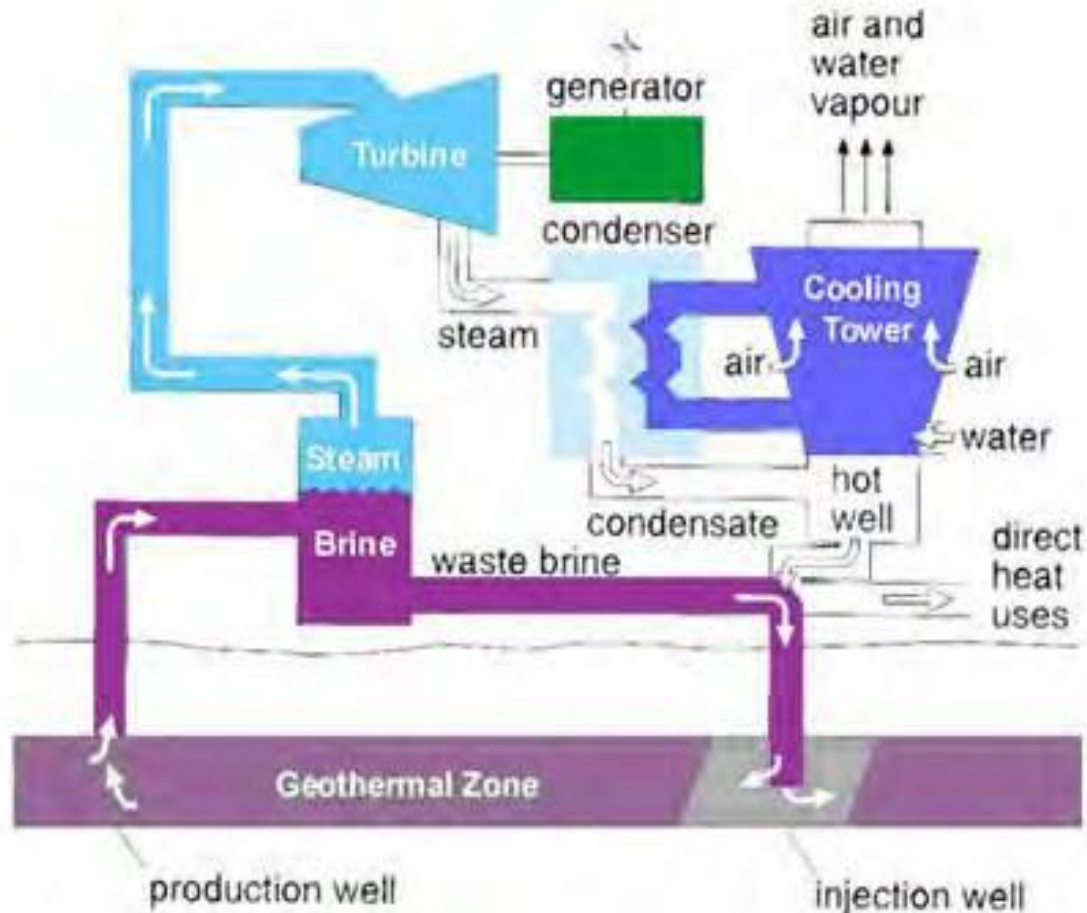 air and
water
vapour
generator
Turbine
condenser
Cooling
Tower
steam
air
air
Steam
water
hot
well
condensate
Brine
waste brine
direct
heat
uses
Geothermal Zone
production well
injection well